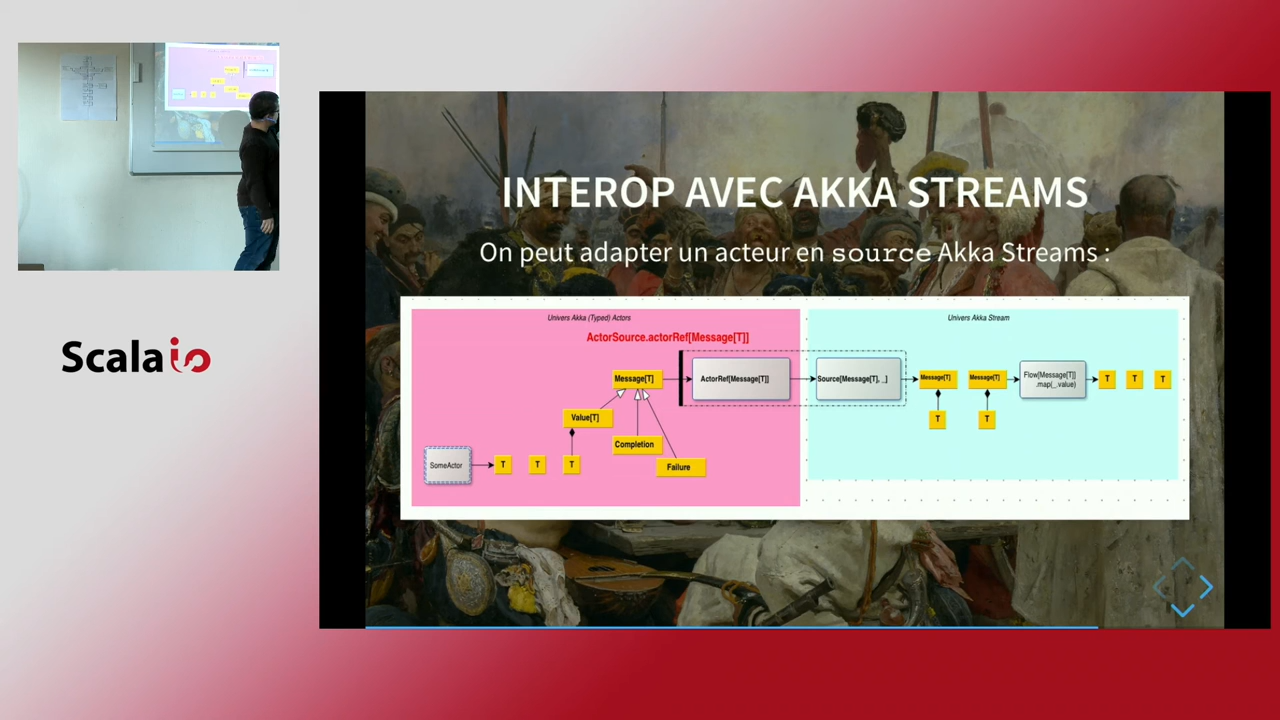 Scala io
INTEROP AVEC AKKA STREAMS
On peut adapter un acteur en source Akka Streams :
Univers Akka (Typed) Actors
Univers Akka Stream
ActorSource.actorRef[Message[T]]
Message[T]
ActorRef[Message[T]]
Source[Message[T], _]
Message[T]
Message[T]
Flow[Message[T]]
.map(_.value)
T
T
T
Value[T]
T
T
Completion
SomeActor
T
T
T
Failure